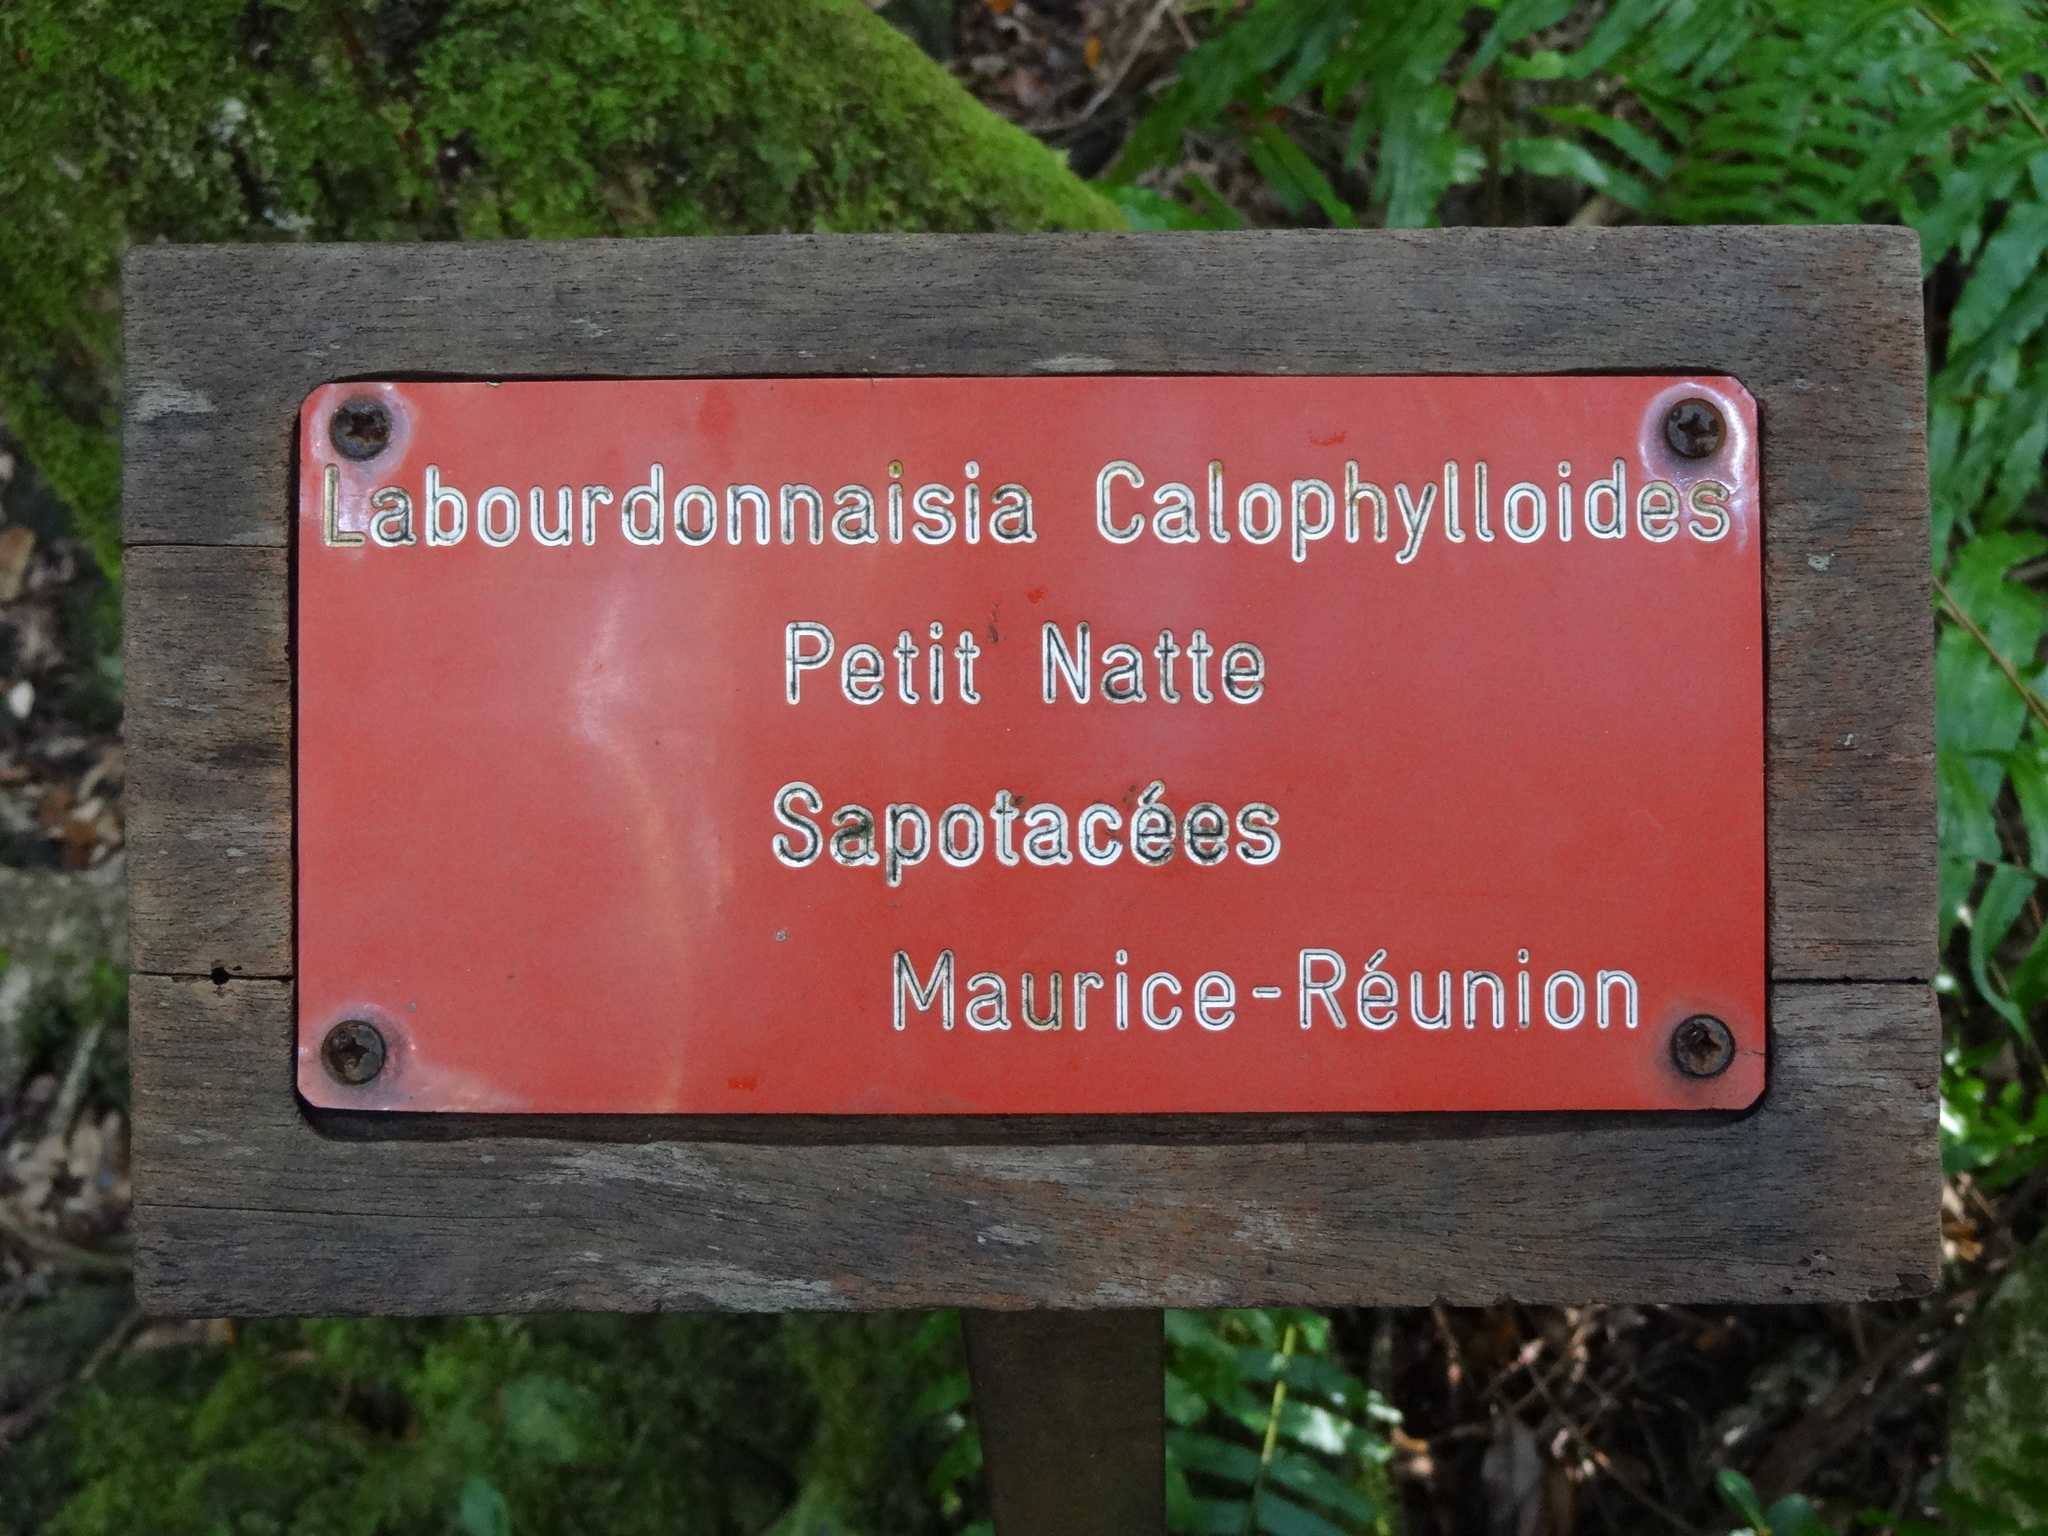 Labourdonnaisia Calophylloides
Petit Natte
Sapotacées
Maurice-Réunion